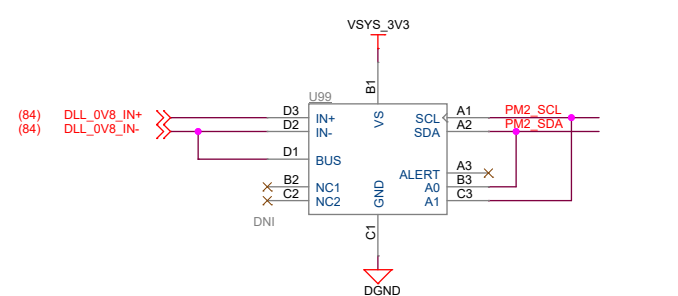 VSYS_3V3
B1
U99
(84) DLL_0V8_IN+ D3 IN+ VS SCL A1 PM2_SCL
(84) DLL_0V8_IN- D2 IN- SDA A2 PM2_SDA
D1 BUS
ALERT A3
B2 NC1 A0 B3
C2 NC2 GND A1 C3
DNI
C1
DGND